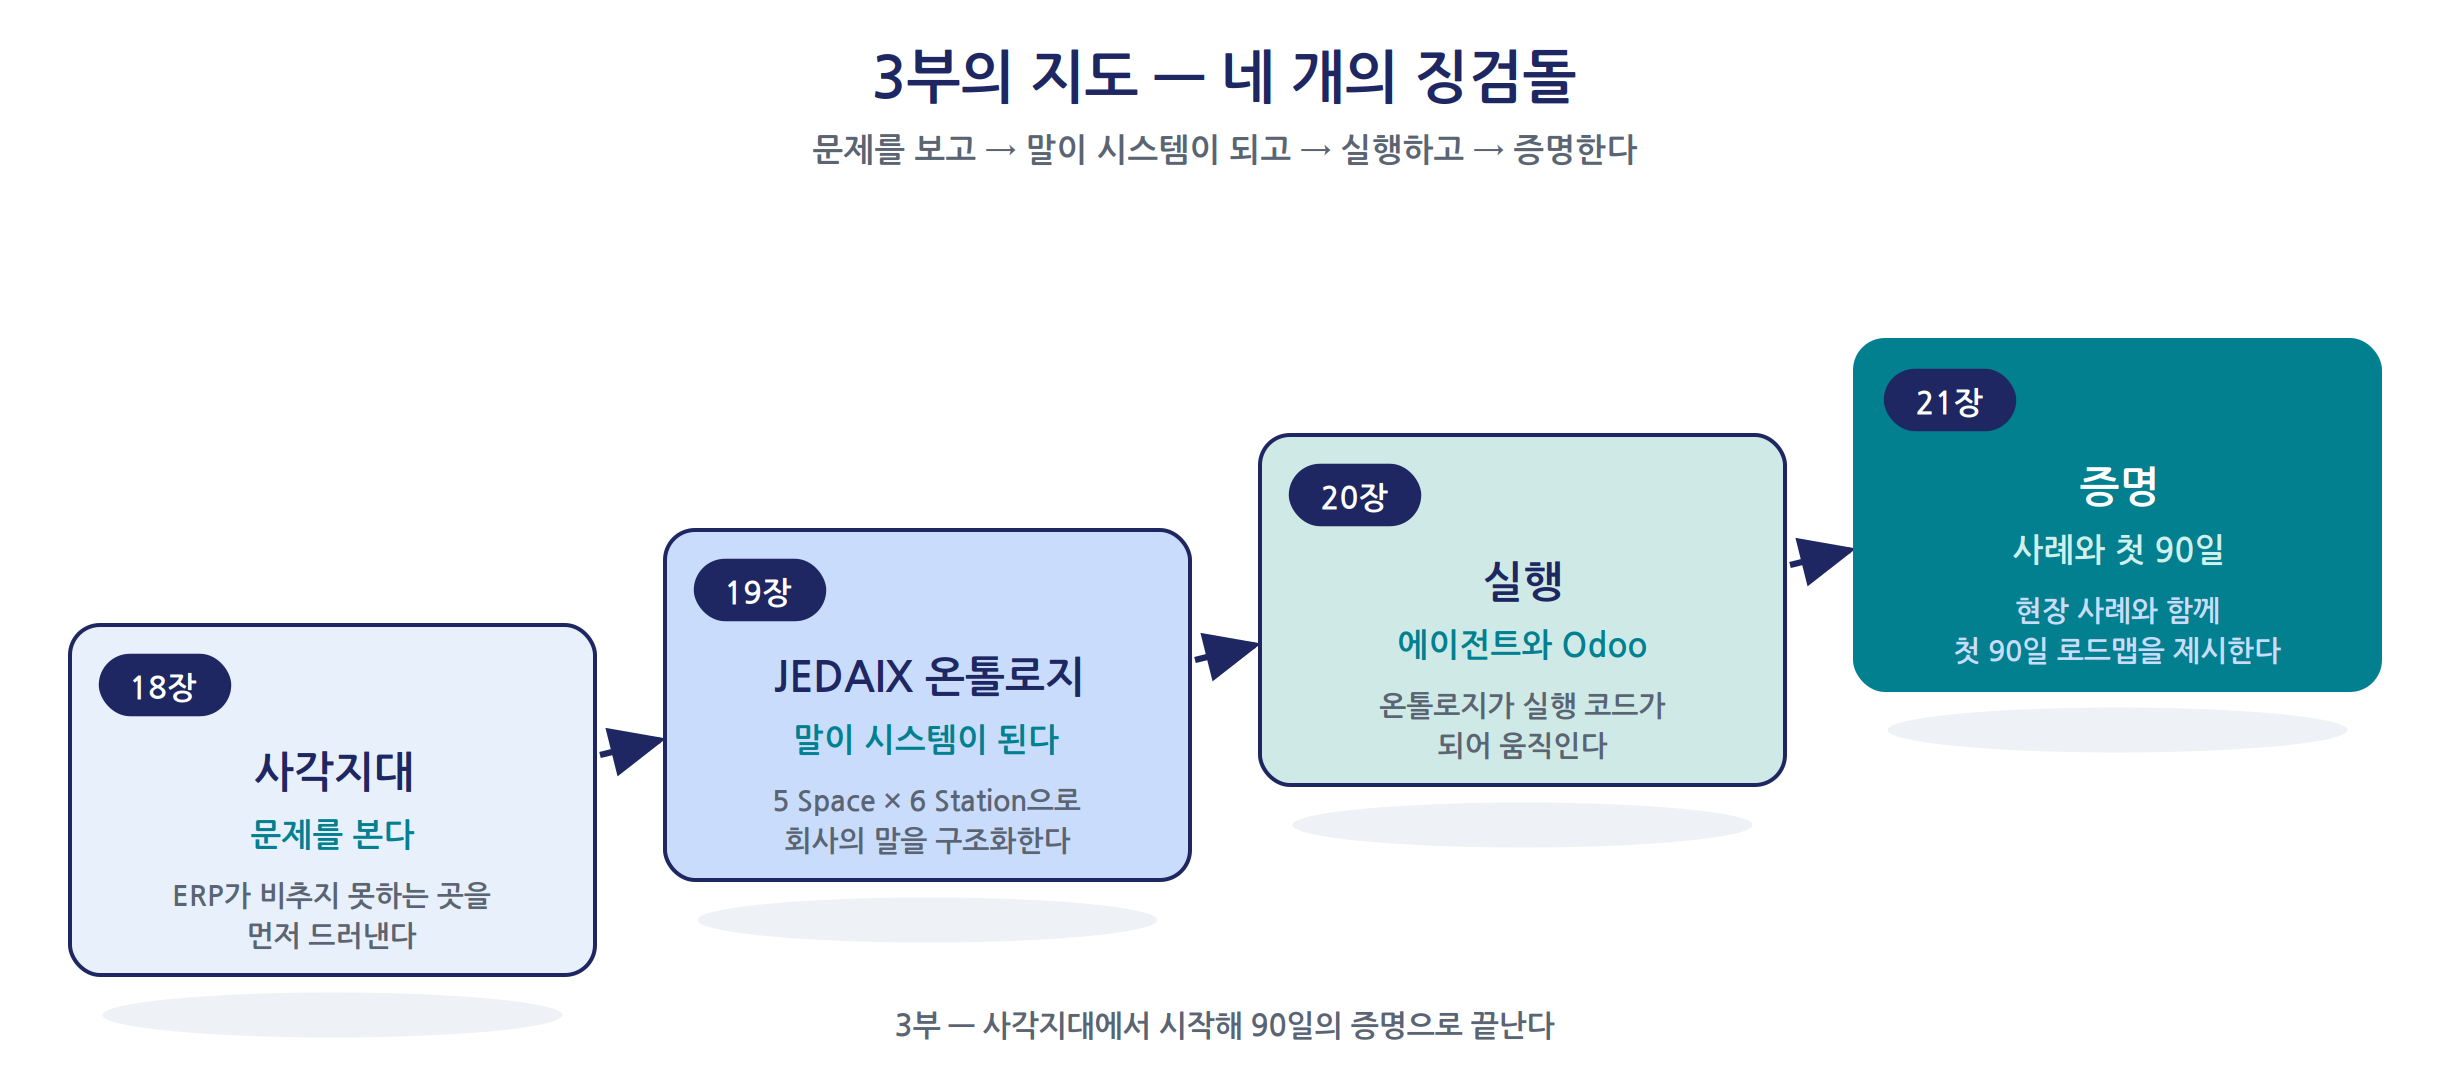 3부의 지도 — 네 개의 징검돌
문제를 보고 → 말이 시스템이 되고 → 실행하고 → 증명한다
18장
사각지대
문제를 본다
ERP가 비추지 못하는 곳을
먼저 드러낸다
19장
JEDAIX 온톨로지
말이 시스템이 된다
5 Space × 6 Station으로
회사의 말을 구조화한다
20장
실행
에이전트와 Odoo
온톨로지가 실행 코드가
되어 움직인다
21장
증명
사례와 첫 90일
현장 사례와 함께
첫 90일 로드맵을 제시한다
3부 — 사각지대에서 시작해 90일의 증명으로 끝난다